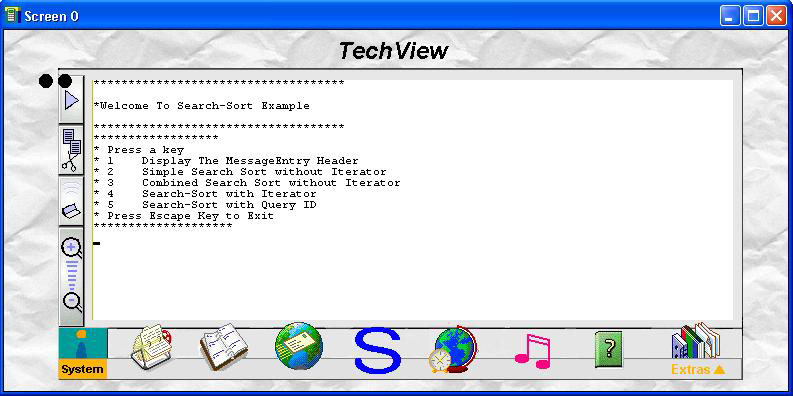 Screen 0
TechView
************************************
*Welcome To Search-Sort Example
************************************
******************
* Press a key
* 1    Display The MessageEntry Header
* 2    Simple Search Sort without Iterator
* 3    Combined Search Sort without Iterator
* 4    Search-Sort with Iterator
* 5    Search-Sort with Query ID
* Press Escape Key to Exit
********************
S
?
System
Extras